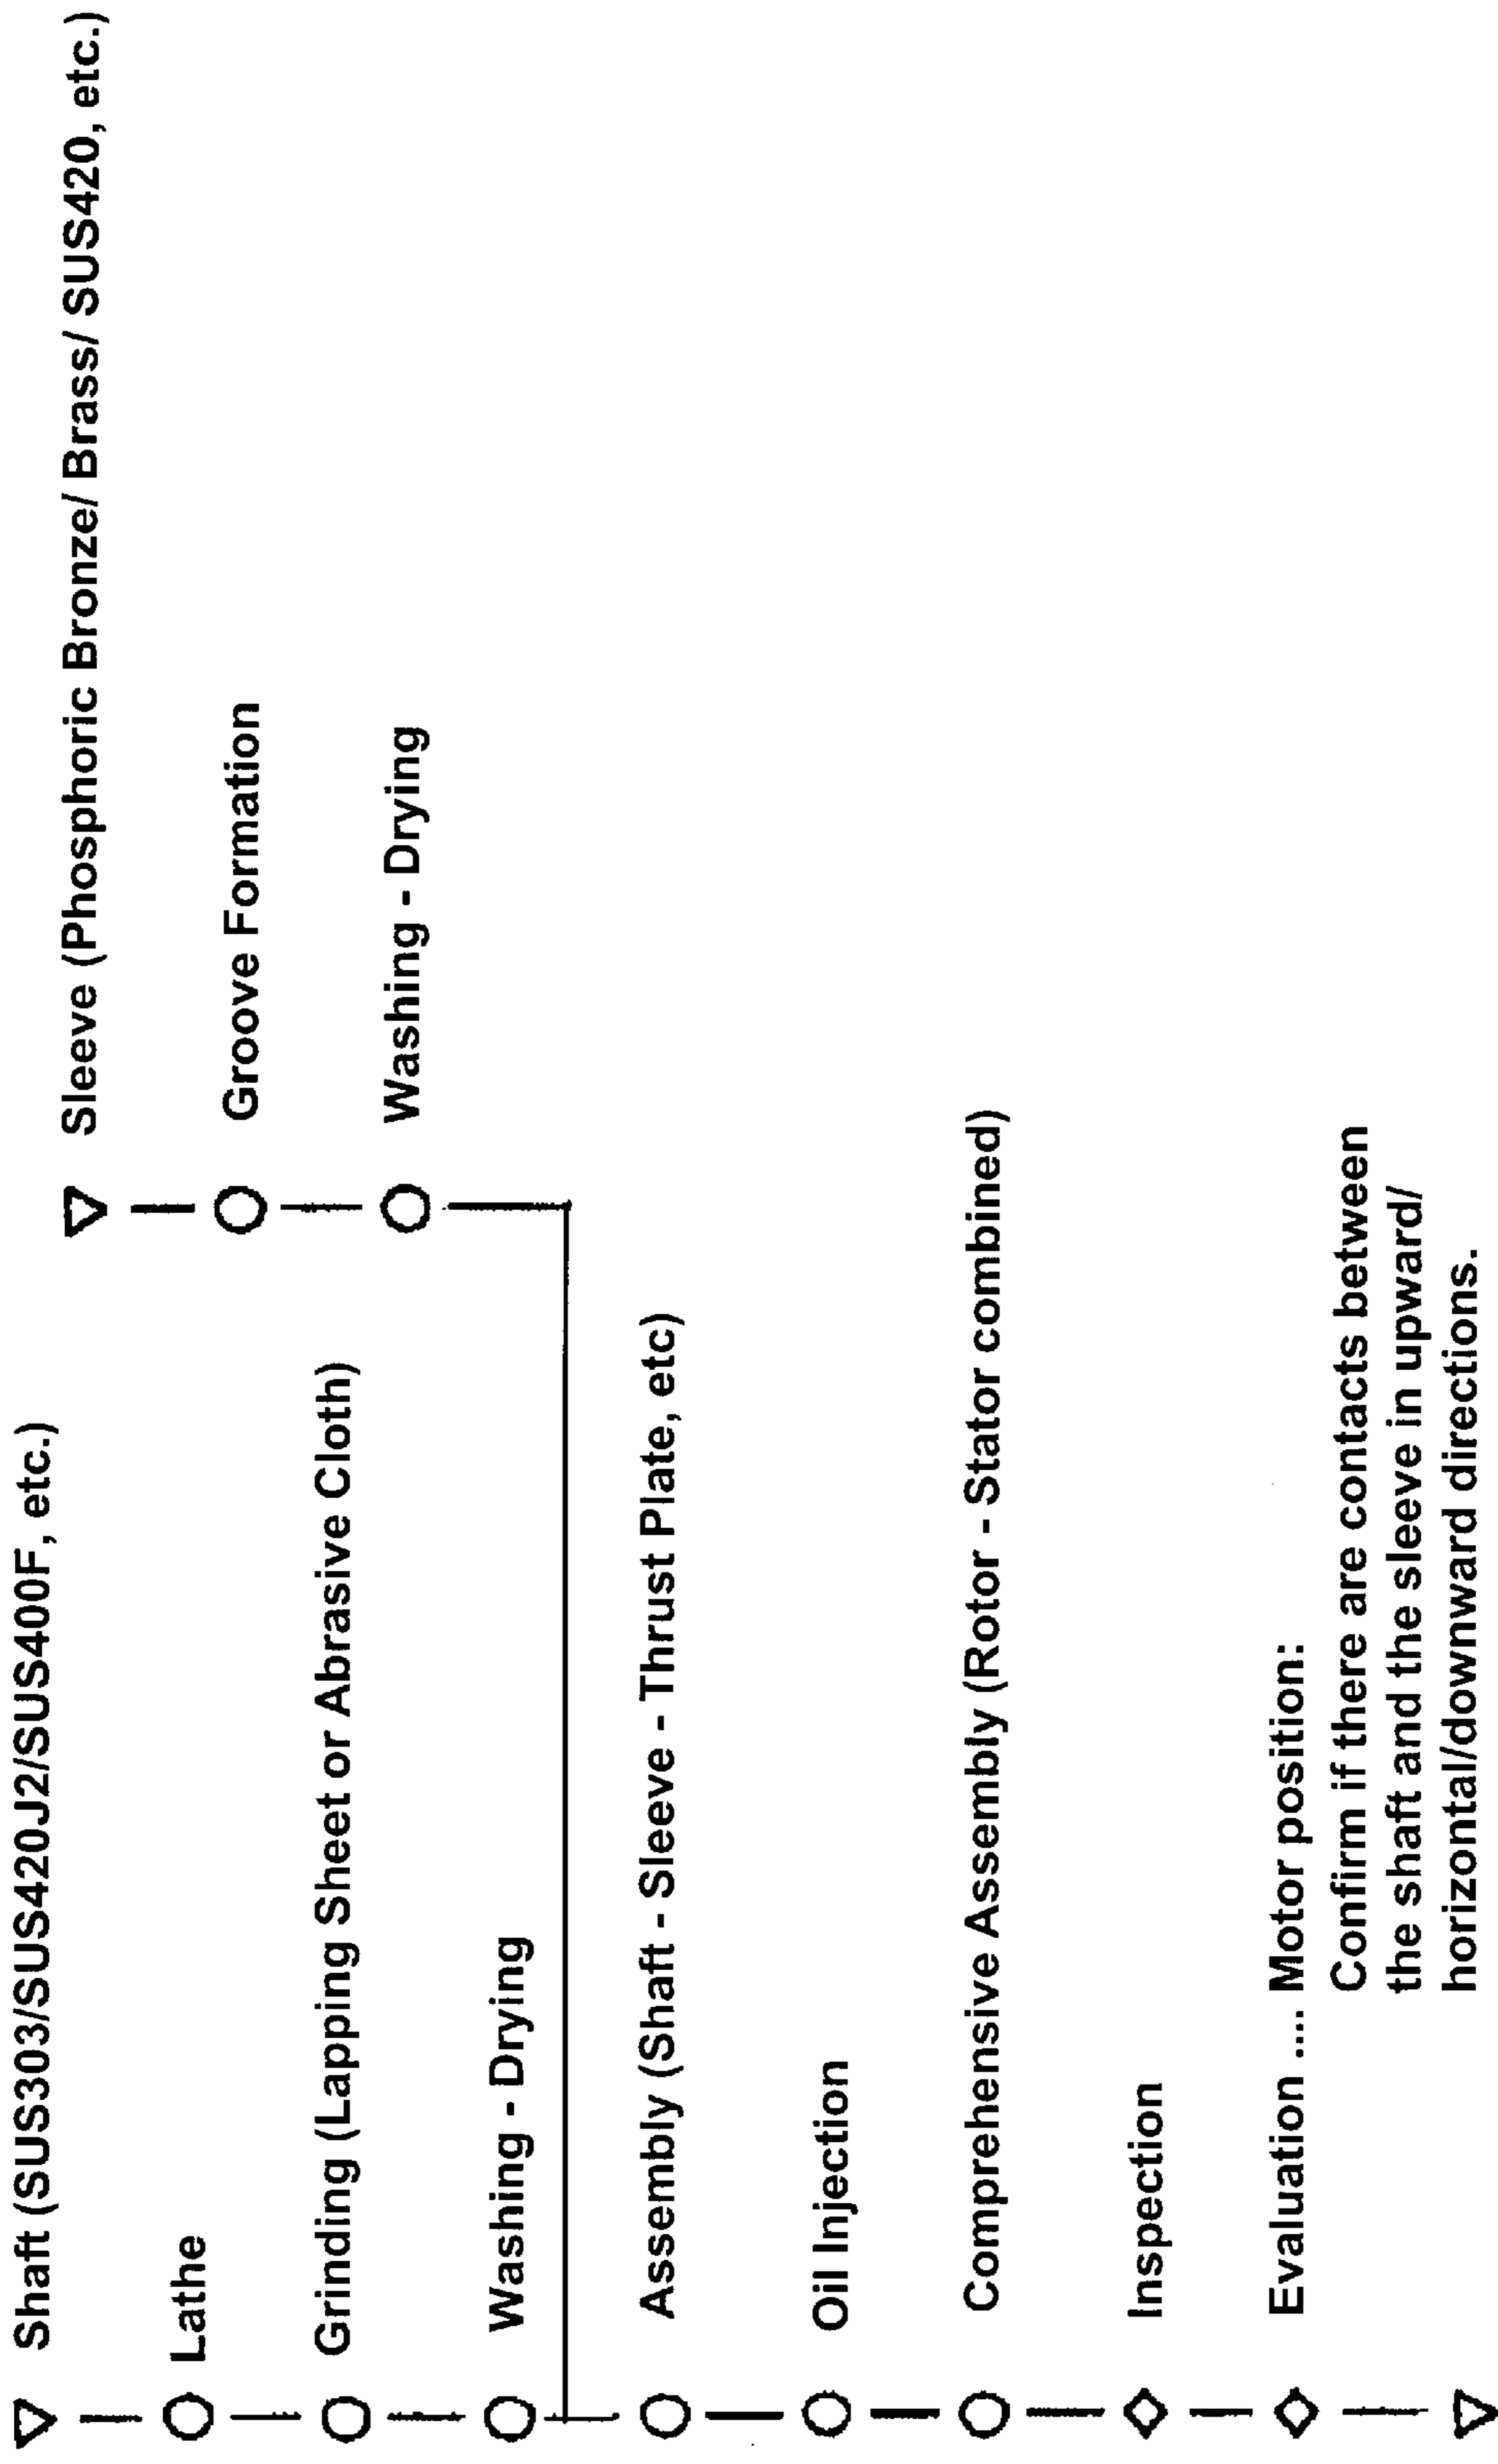 Shaft (SUS303/SUS420J2/SUS400F, etc.)
Lathe
Grinding (Lapping Sheet or Abrasive Cloth)
Washing - Drying
Sleeve (Phosphoric Bronze/ Brass/ SUS420, etc.)
Groove Formation
Washing - Drying
Assembly (Shaft - Sleeve - Thrust Plate, etc)
Oil Injection
Comprehensive Assembly (Rotor - Stator combined)
Inspection
Evaluation .... Motor position:
Confirm if there are contacts between
the shaft and the sleeve in upward/
horizontal/downward directions.